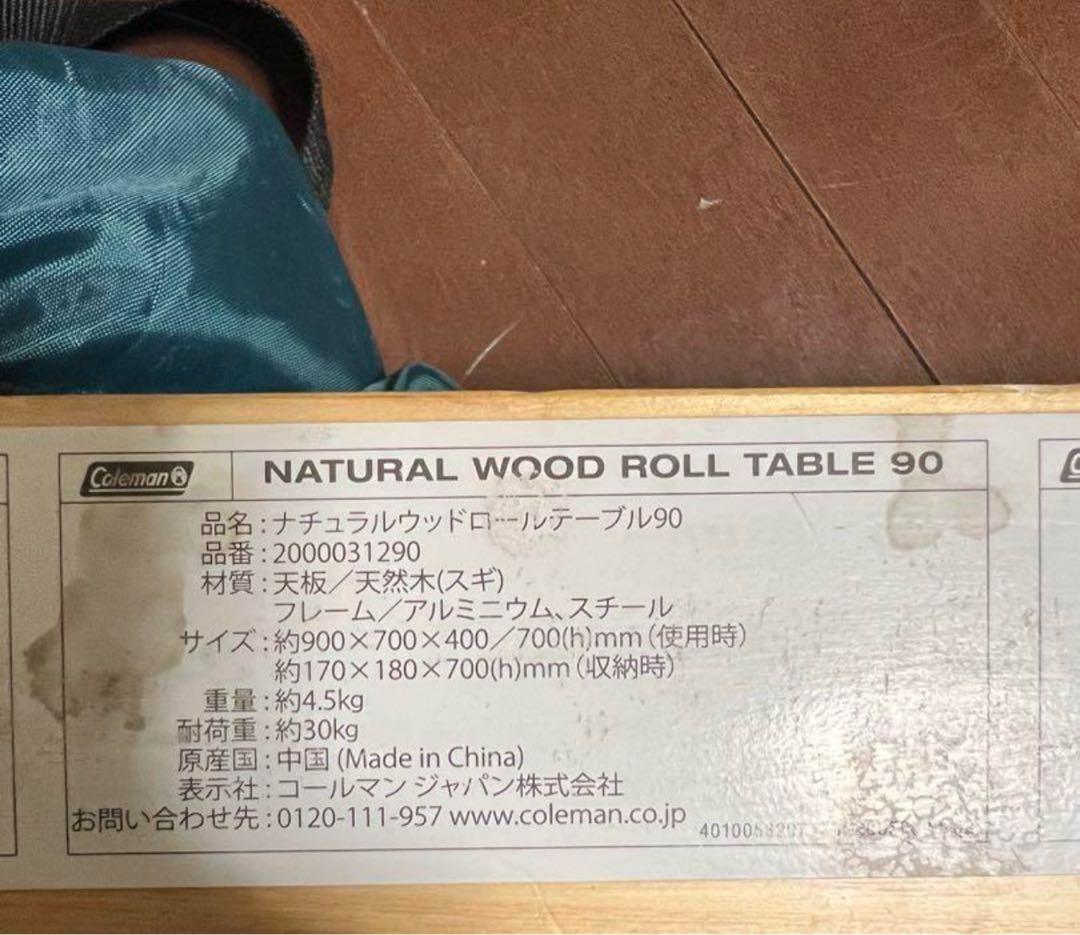 Coleman
NATURAL WOOD ROLL TABLE 90
品名:ナチュラルウッドロールテーブル90
品番:2000031290
材質:天板/天然木(スギ)
フレーム/アルミニウム、スチール
サイズ:約900×700×400/700(h)mm(使用時)
約170×180×700(h)mm(収納時)
重量:約4.5kg
耐荷重:約30kg
原産国:中国 (Made in China)
表示社:コールマン ジャパン株式会社
お問い合わせ先:0120-111-957 www.coleman.co.jp